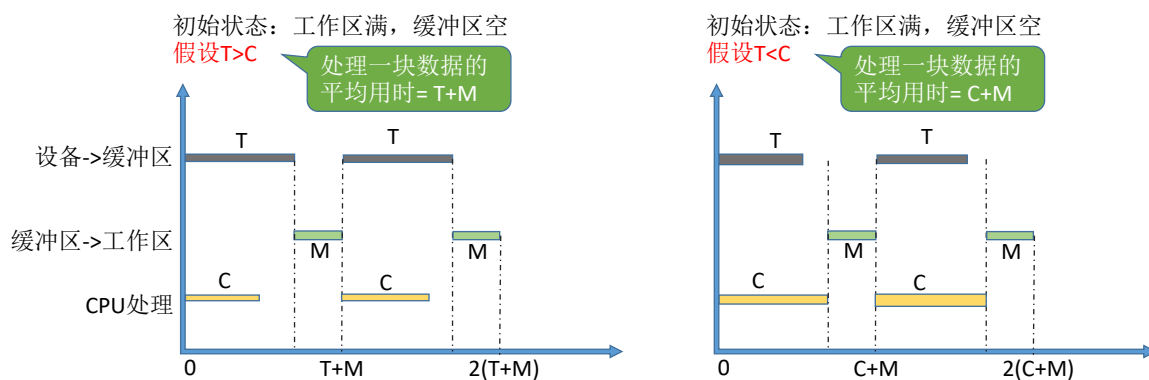 初始状态：工作区满，缓冲区空
假设T>C
处理一块数据的
平均用时= T+M
T
T
设备->缓冲区
缓冲区->工作区
M
M
C
C
CPU处理
0
T+M
2(T+M)
初始状态：工作区满，缓冲区空
假设T<C
处理一块数据的
平均用时= C+M
T
T
M
M
C
C
0
C+M
2(C+M)